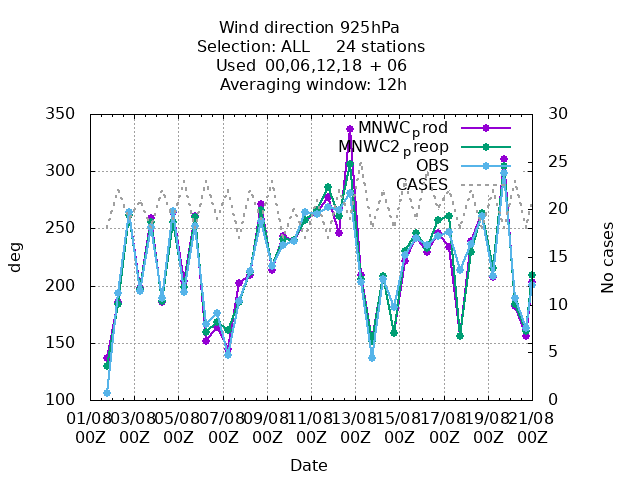 Wind direction 925hPa
Selection: ALL 24 stations
Used 00,06,12,18 + 06
Averaging window: 12h
350 30
MNWCprod
MNWC2preop
OBS
CASES
300 25
250 20
200 15
150 10
100 5
0
deg
No cases
01/08 03/08 05/08 07/08 09/08 11/08 13/08 15/08 17/08 19/08 21/08
00Z 00Z 00Z 00Z 00Z 00Z 00Z 00Z 00Z 00Z 00Z
Date